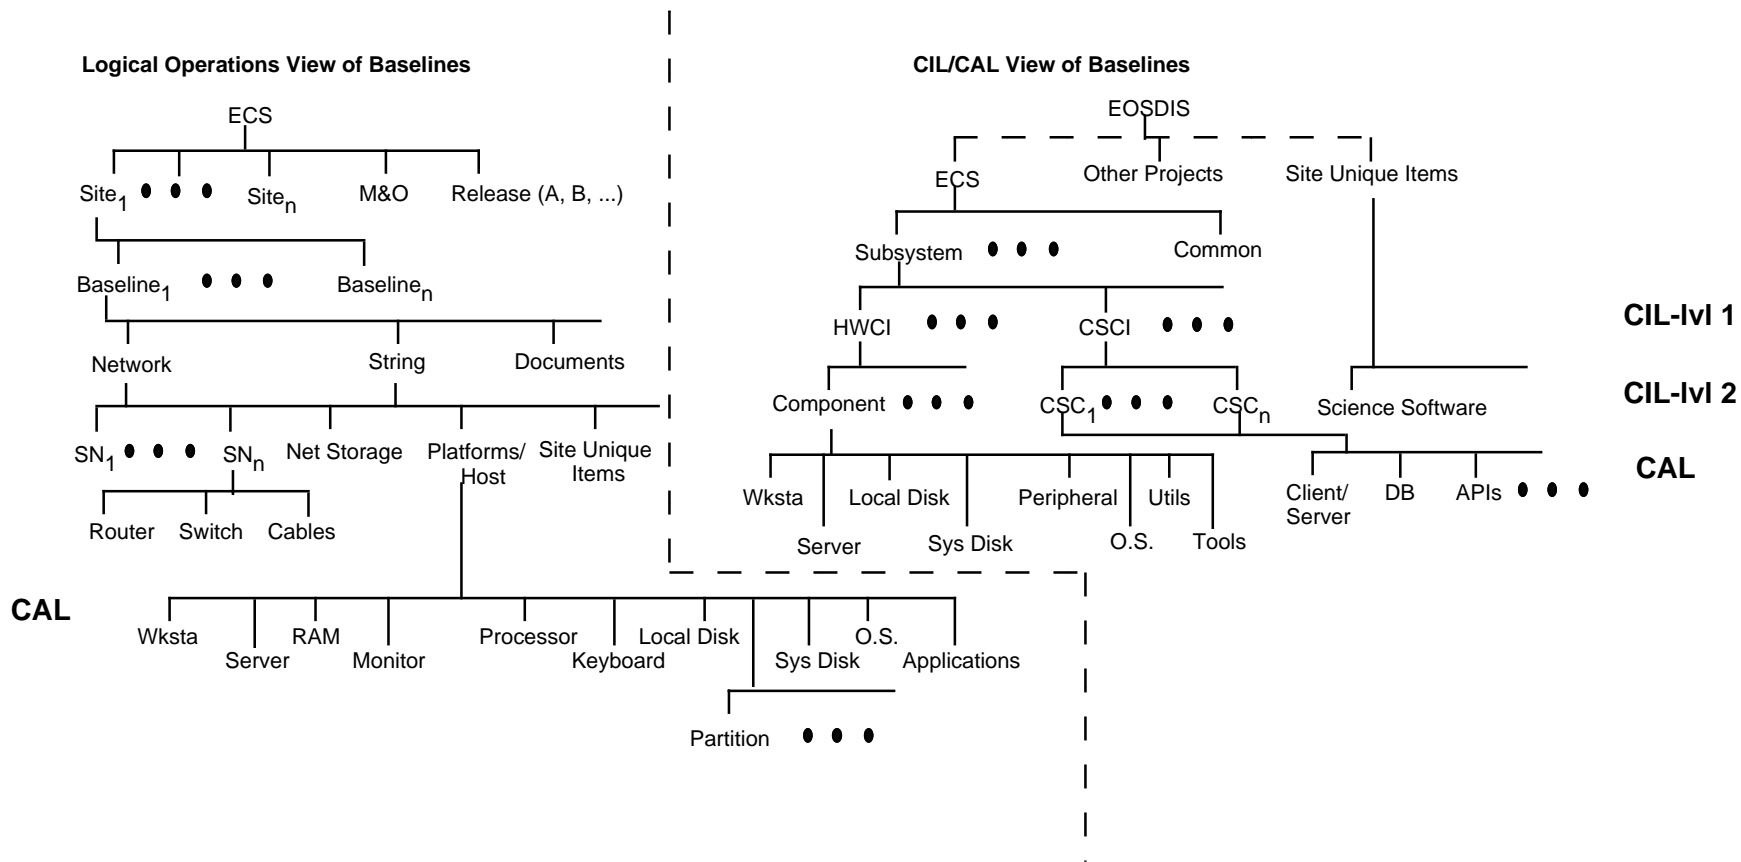 Logical Operations View of Baselines
ECS
Site1 Siten M&O Release (A, B, ...)
Baseline1 Baselinen
Network String Documents
SN1 SNn Net Storage Platforms/ Site Unique
Host Items
Router Switch Cables
CAL
Wksta RAM Processor Local Disk O.S.
Server Monitor Keyboard Sys Disk Applications
Partition
CIL/CAL View of Baselines
EOSDIS
ECS Other Projects Site Unique Items
Subsystem Common
HWCI CSCI CIL-lvl 1
Component CSC1 CSCn Science Software CIL-lvl 2
CAL
Wksta Local Disk Peripheral Utils Client/ DB APIs
Server
Server Sys Disk O.S. Tools